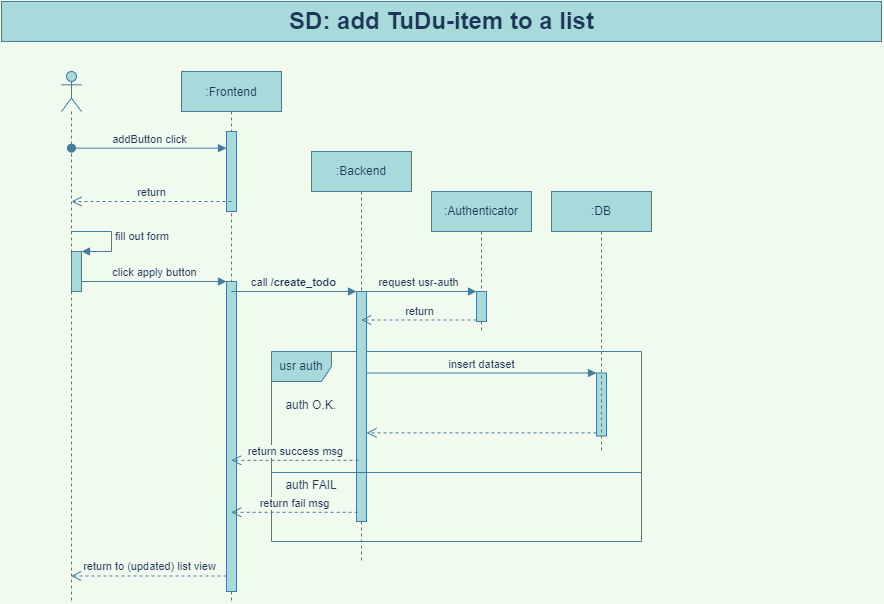 SD: add TuDu-item to a list
:Frontend
addButton click
:Backend
return
:Authenticator
:DB
fill out form
click apply button
call /create_todo
request usr-auth
return
usr auth
insert dataset
auth O.K.
return success msg
auth FAIL
return fail msg
return to (updated) list view